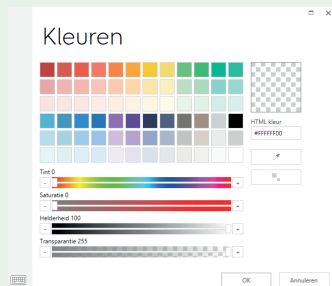 Kleuren
HTML kleur
#FFFFFF00
Tint 0
- +
Saturatie 0
- +
Helderheid 100
- +
Transparantie 255
- +
OK Annuleren